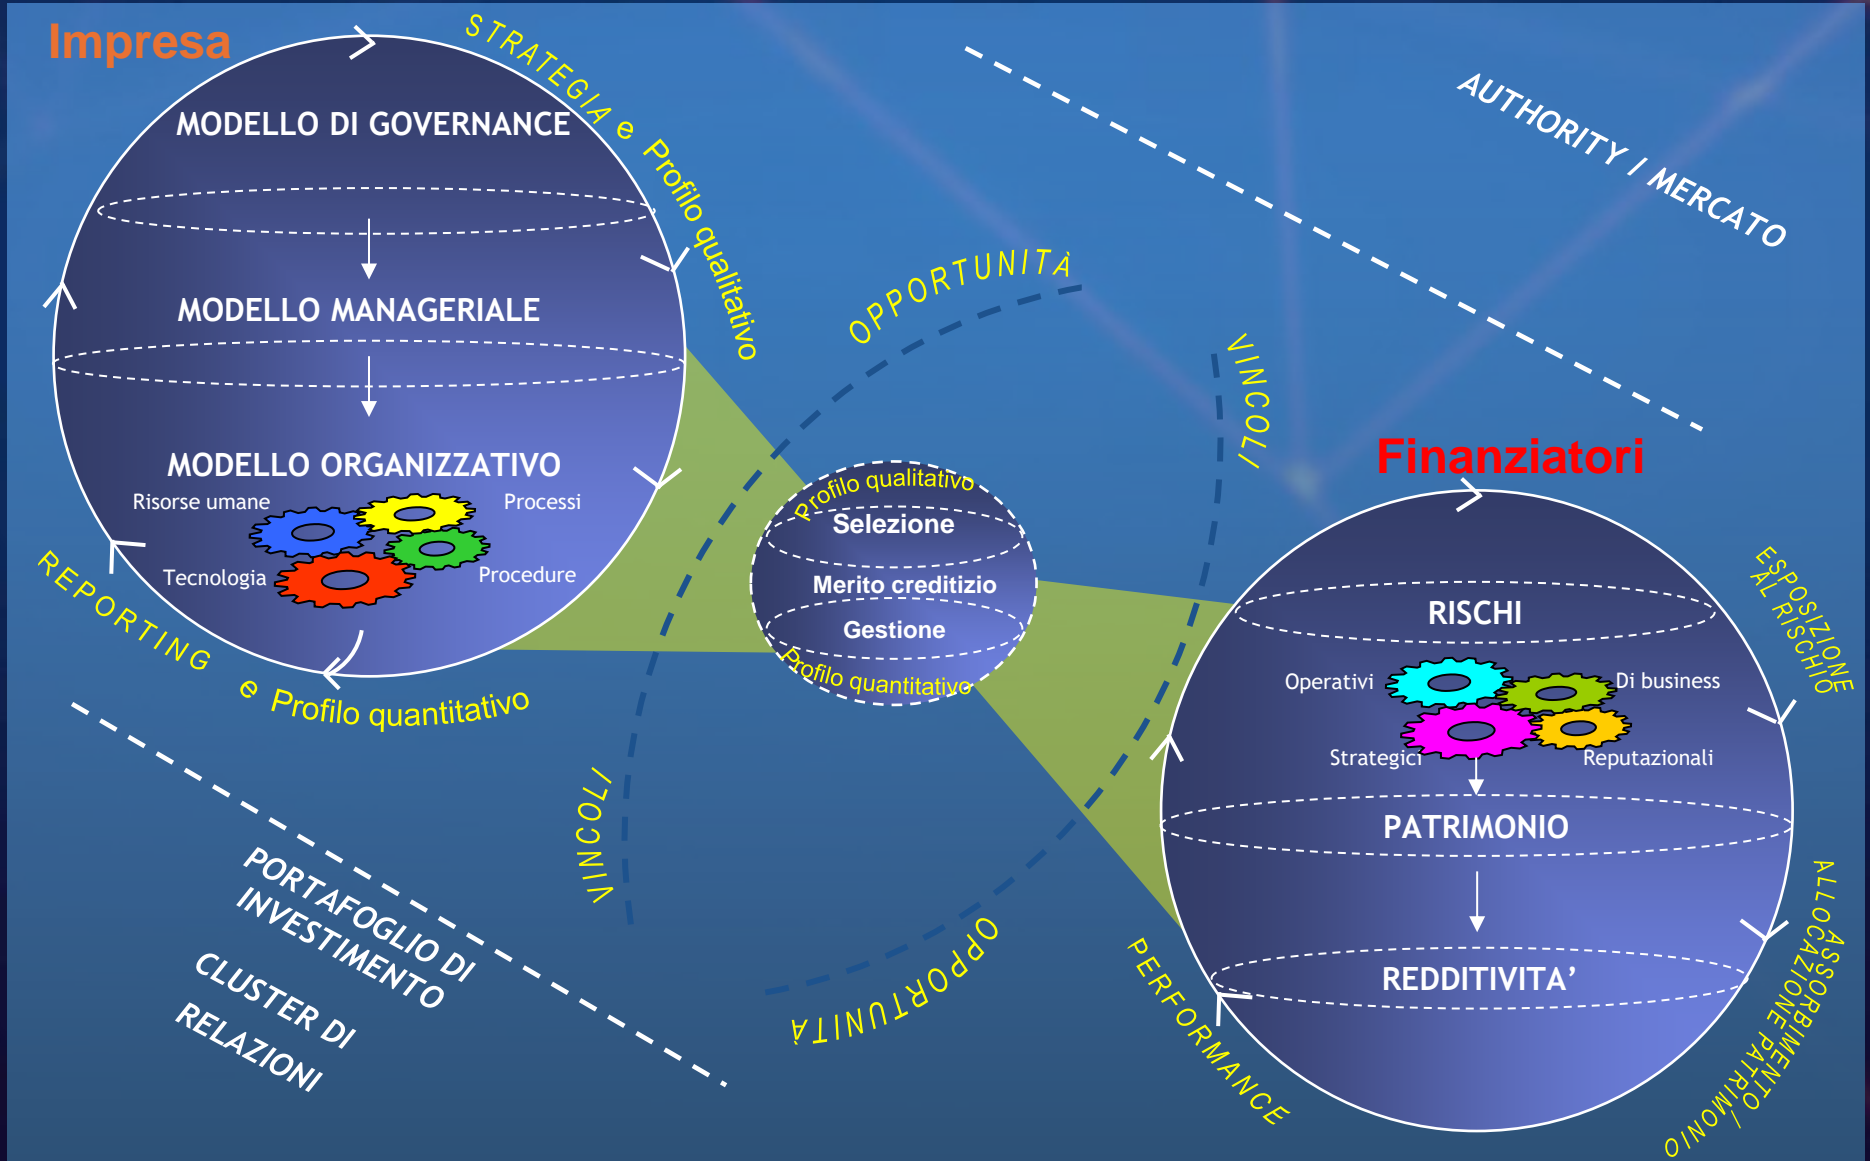 Impresa
STRATEGIA e Profilo qualitativo
MODELLO DI GOVERNANCE
MODELLO MANAGERIALE
MODELLO ORGANIZZATIVO
Risorse umane
Processi
Tecnologia
Procedure
REPORTING e Profilo quantitativo
AUTHORITY / MERCATO
OPPORTUNITÀ
VINCOLI
Profilo qualitativo
Selezione
Merito creditizio
Gestione
Profilo quantitativo
VINCOLI
OPPORTUNITÀ
PORTAFOGLIO DI
INVESTIMENTO
CLUSTER DI
RELAZIONI
Finanziatori
RISCHI
Operativi
Di business
Strategici
Reputazionali
PATRIMONIO
REDDITIVITA’
ESPOSIZIONE
AL RISCHIO
ASSORBIMENTO /
ALLOCAZIONE PATRIMONIO
PERFORMANCE